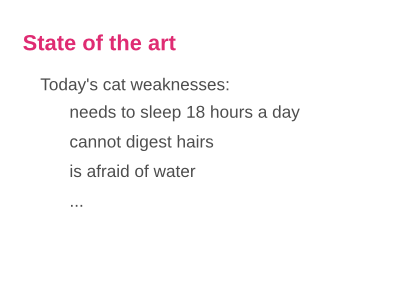 State of the art
Today's cat weaknesses:
needs to sleep 18 hours a day
cannot digest hairs
is afraid of water
...